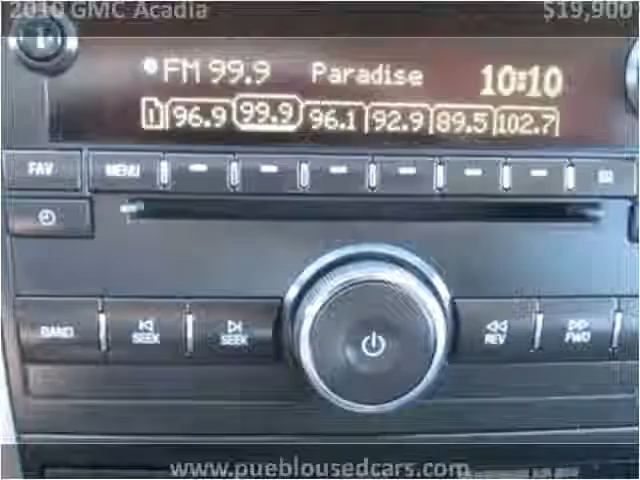 2010 GMC Acadia $19,900
FM 99.9 Paradise 10:10
1 96.9 99.9 96.1 92.9 89.5 102.7
FAV MENU
BAND SEEK SEEK REV FWD
www.pueblousedcars.com